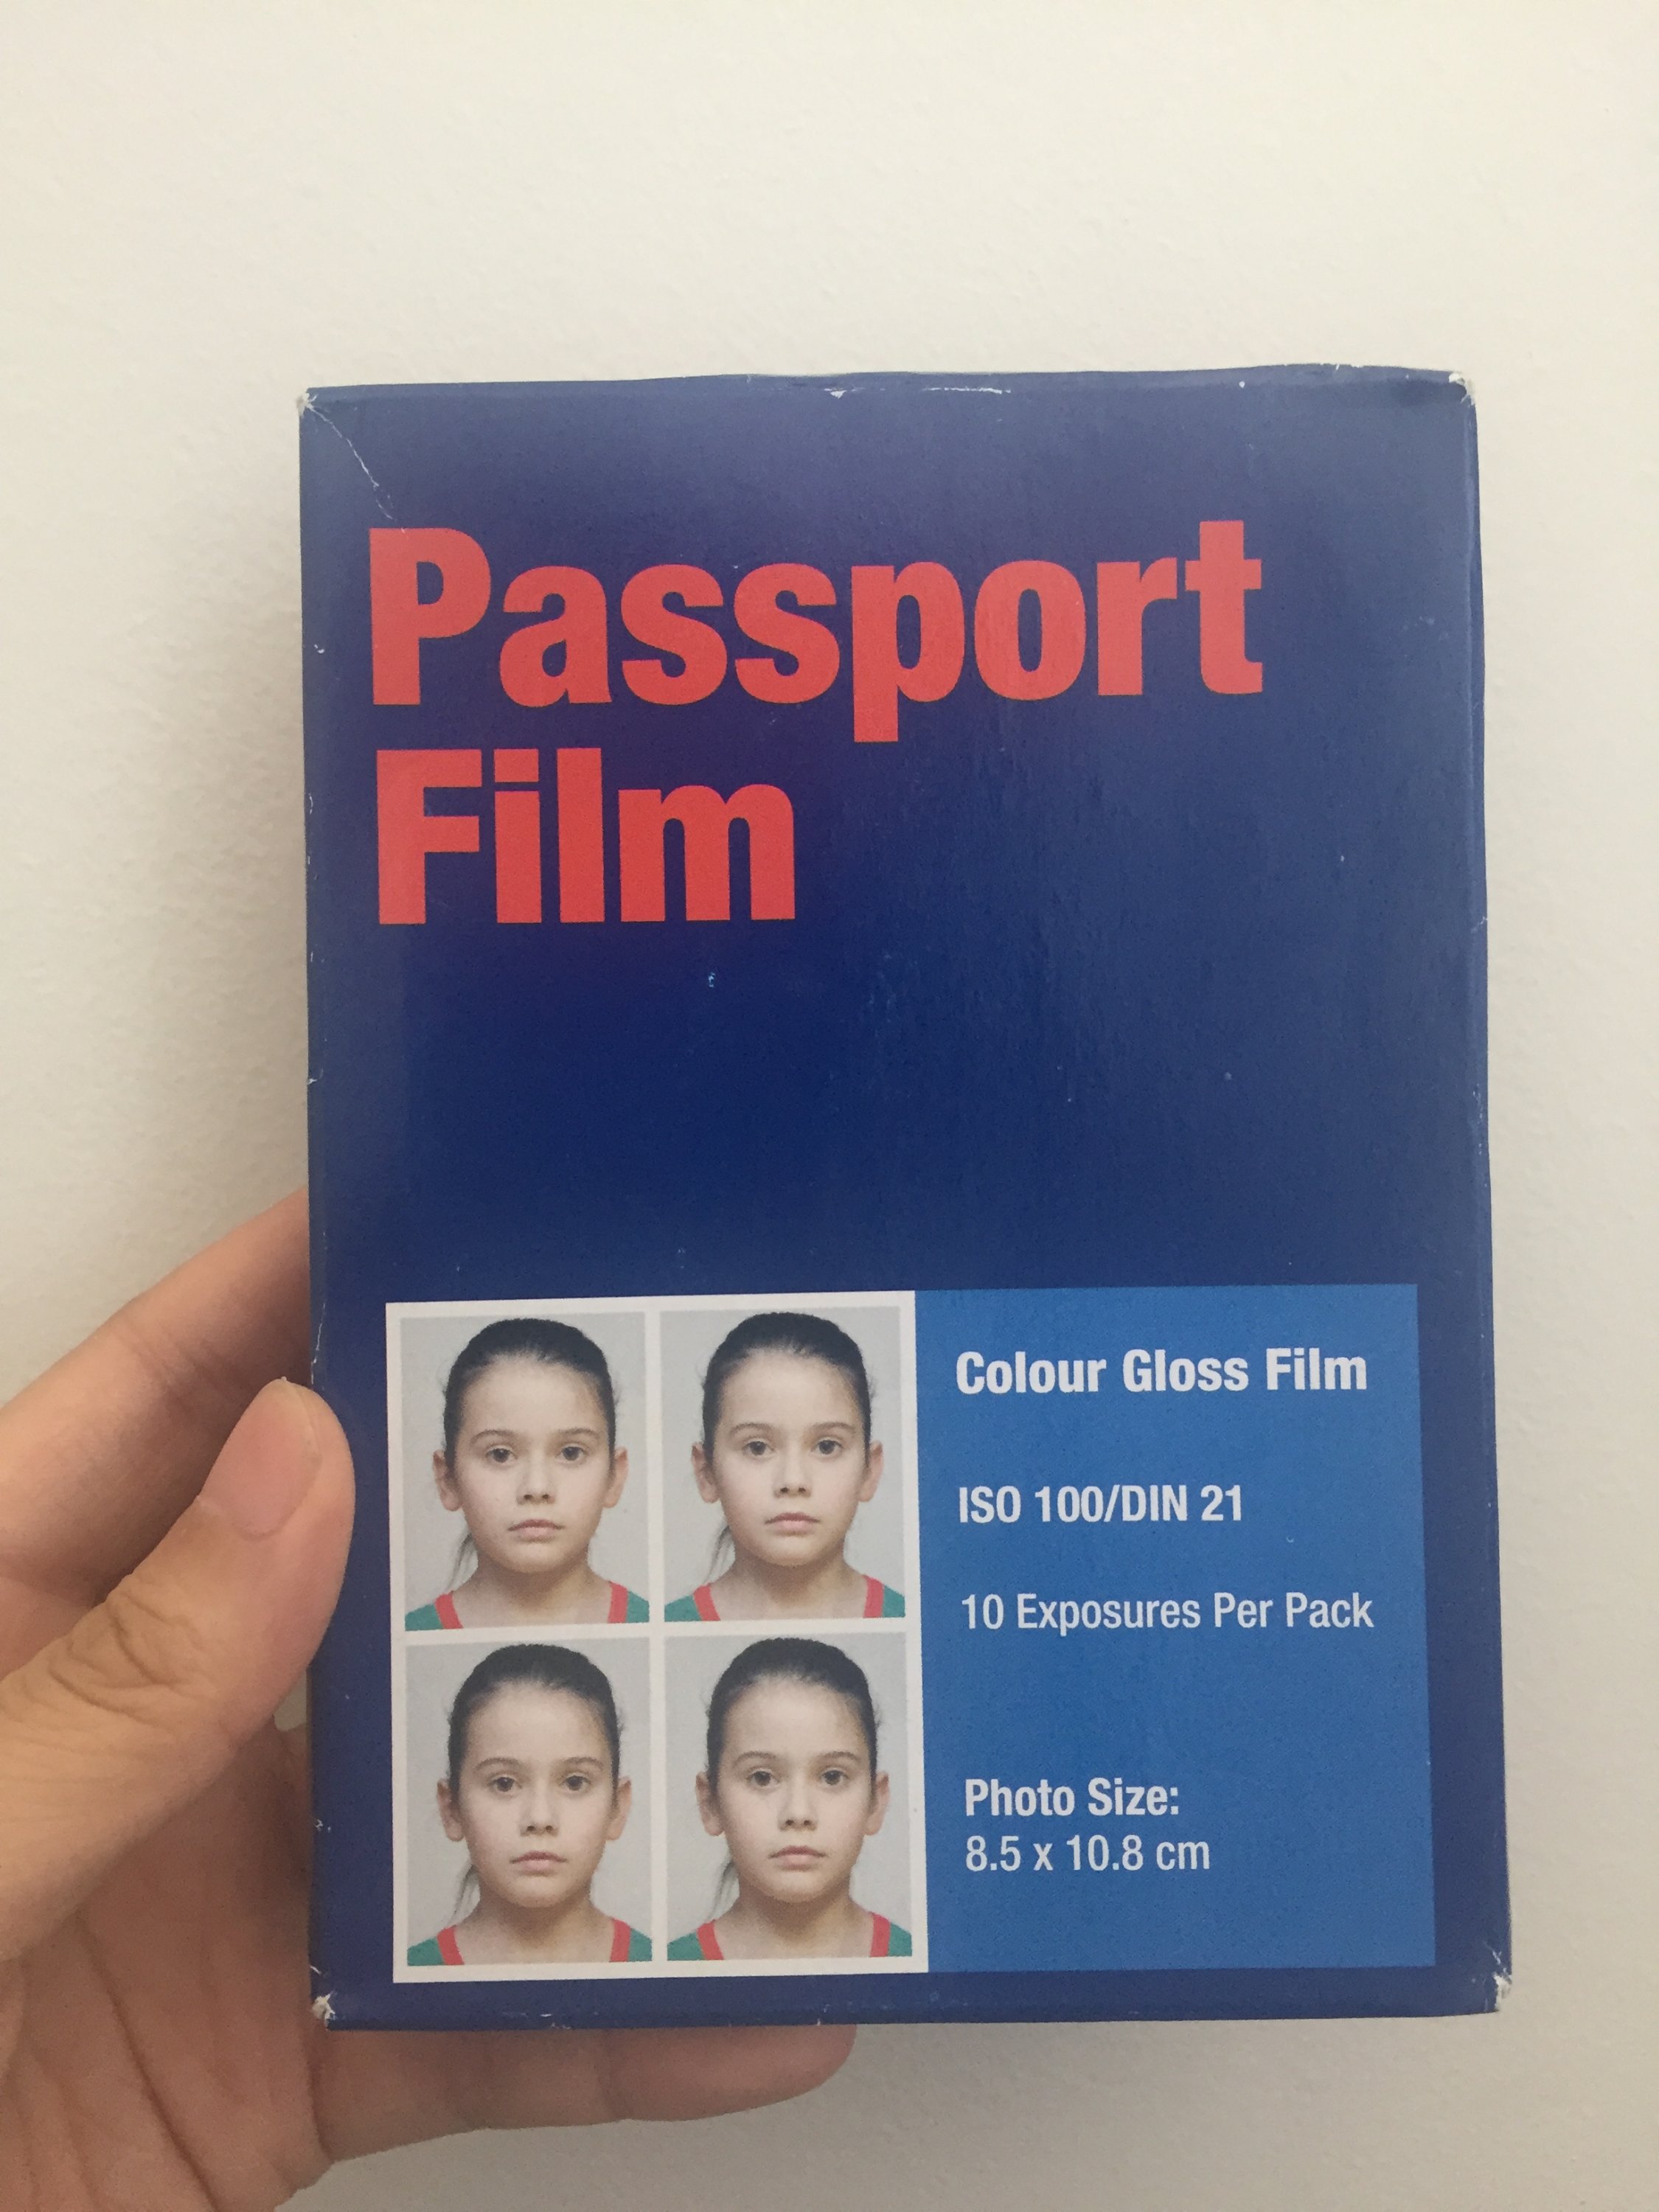 Passport
Film
Colour Gloss Film
ISO 100/DIN 21
10 Exposures Per Pack
Photo Size:
8.5 x 10.8 cm